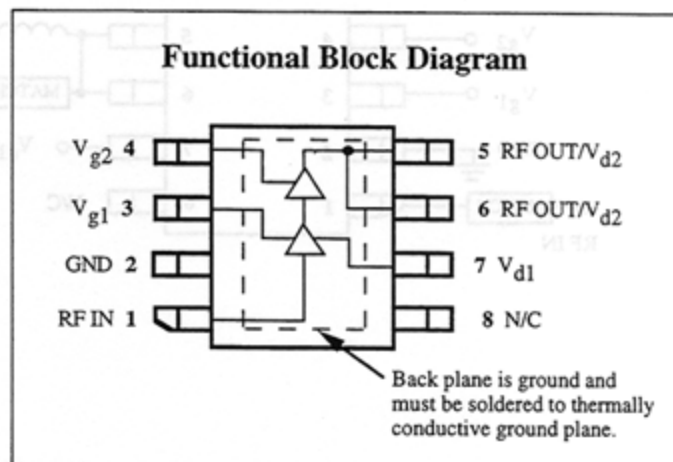 Functional Block Diagram
Vg2 4
Vg1 3
GND 2
RF IN 1
5 RF OUT/Vd2
6 RF OUT/Vd2
7 Vd1
8 N/C
Back plane is ground and
must be soldered to thermally
conductive ground plane.